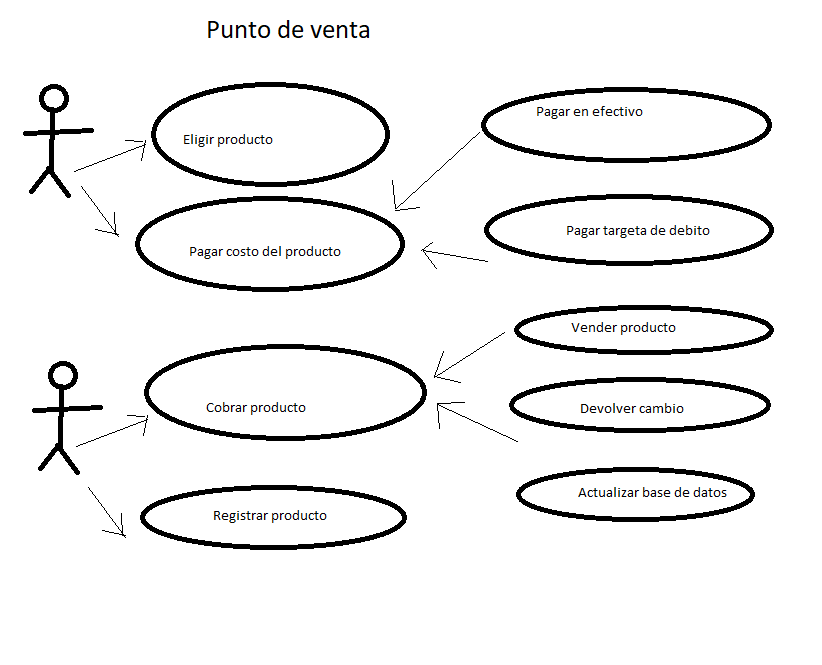 Punto de venta
Eligir producto
Pagar en efectivo
Pagar costo del producto
Pagar targeta de debito
Cobrar producto
Vender producto
Devolver cambio
Registrar producto
Actualizar base de datos